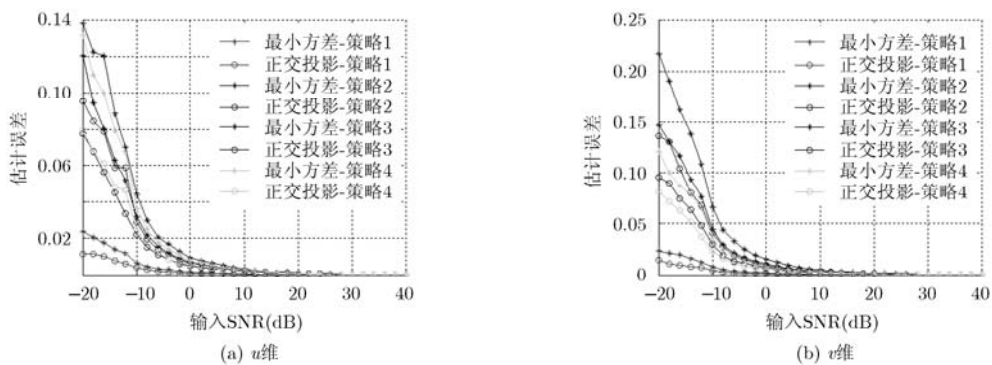 0.14
0.10
0.06
0.02
估计误差
最小方差-策略1
正交投影-策略1
最小方差-策略2
正交投影-策略2
最小方差-策略3
正交投影-策略3
最小方差-策略4
正交投影-策略4
−20 −10 0 10 20 30 40
输入SNR(dB)
(a) u维
0.25
0.20
0.15
0.10
0.05
0
估计误差
最小方差-策略1
正交投影-策略1
最小方差-策略2
正交投影-策略2
最小方差-策略3
正交投影-策略3
最小方差-策略4
正交投影-策略4
−20 −10 0 10 20 30 40
输入SNR(dB)
(b) v维